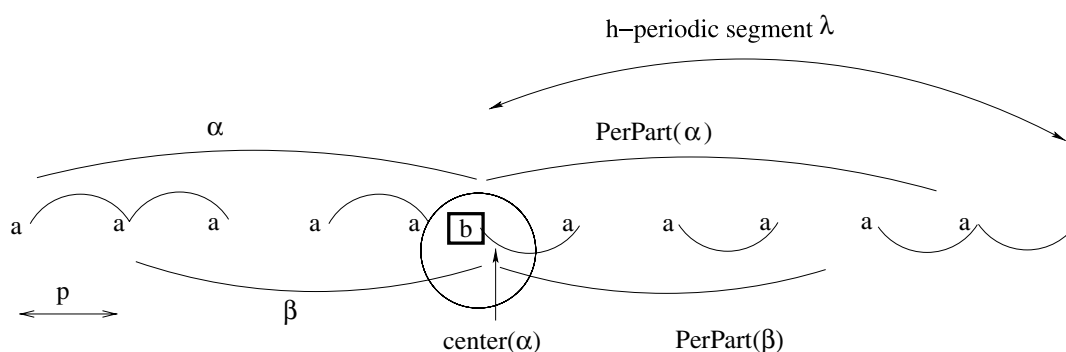 h−periodic segment λ
α
PerPart(α)
a a a a a b a a a a a
p
β
center(α)
PerPart(β)